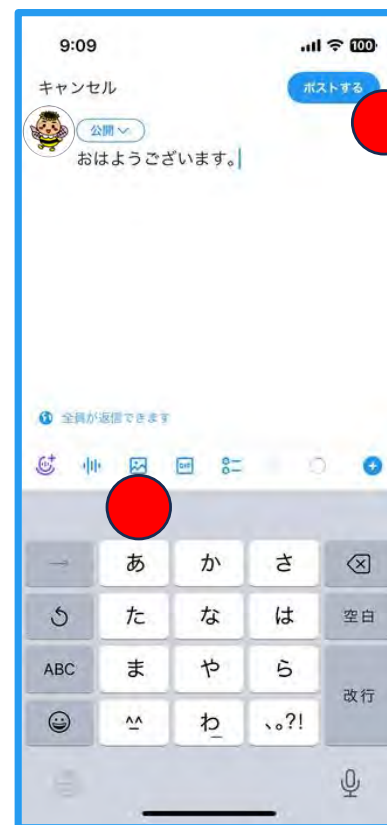 9:09
100
キャンセル
ポストする
公開
おはようございます。
全員が返信できます
GIF
あ
か
さ
た
な
は
空白
ABC
ま
や
ら
改行
^^
わ
、。?!